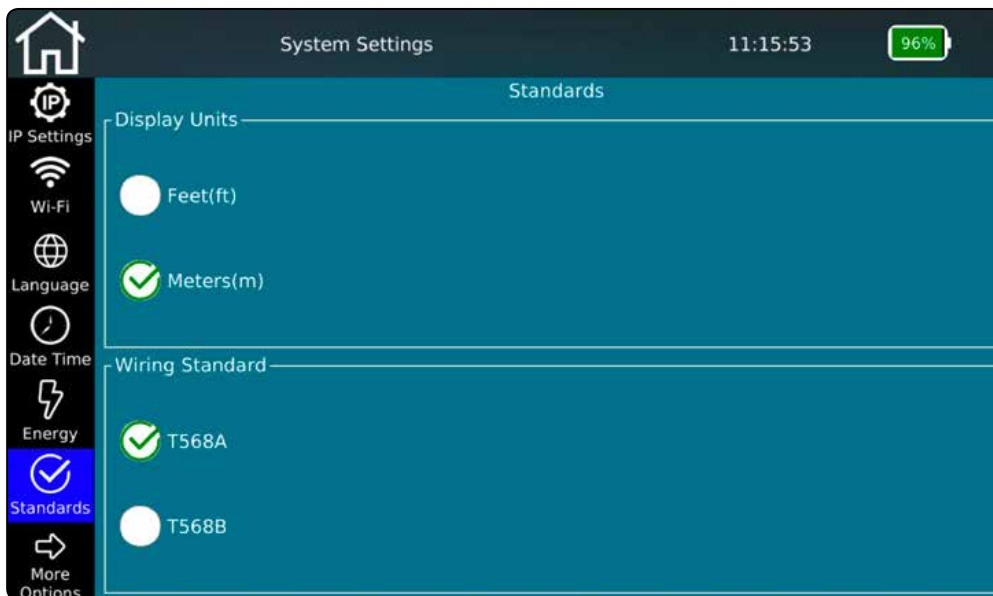 System Settings 11:15:53 96%
IP
IP Settings
Wi-Fi
Language
Date Time
Energy
Standards
More
Options
Standards
Display Units
Feet(ft)
Meters(m)
Wiring Standard
T568A
T568B